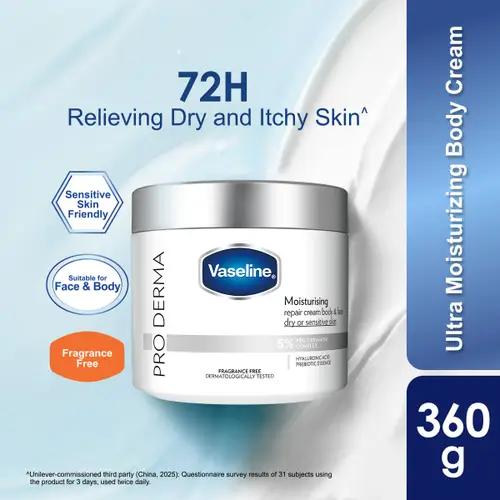 72H
Relieving Dry and Itchy Skin^
Sensitive
Skin
Friendly
Suitable for
Face & Body
Fragrance
Free
PRO DERMA
Vaseline®
Moisturising
repair cream body & face
dry or sensitive skin
5%
COMPLEX
HYALURONIC ACID
PREBIOTIC ESSENCE
FRAGRANCE FREE
DERMATOLOGICALLY TESTED
Ultra Moisturizing Body Cream
360
g
^Unilever-commissioned third party (China, 2025): Questionnaire survey results of 31 subjects using
the product for 3 days, used twice daily.